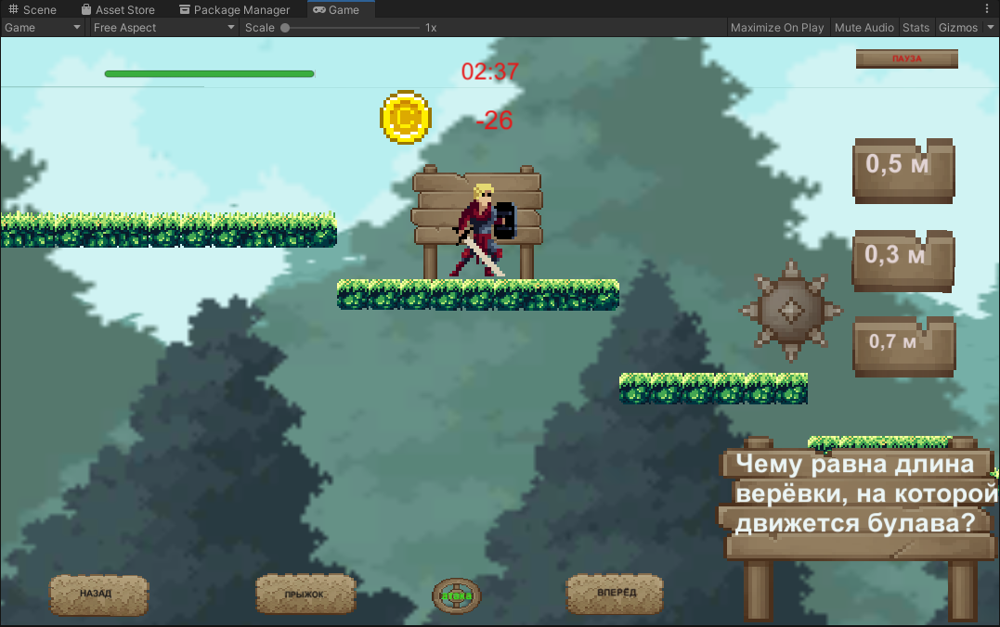 Scene Asset Store Package Manager Game
Game Free Aspect Scale 1x Maximize On Play Mute Audio Stats Gizmos
ПАУЗА
02:37
-26
0,5 м
0,3 м
0,7 м
Чему равна длина
верёвки, на которой
движется булава?
НАЗАД
ПРЫЖОК
атака
ВПЕРЁД